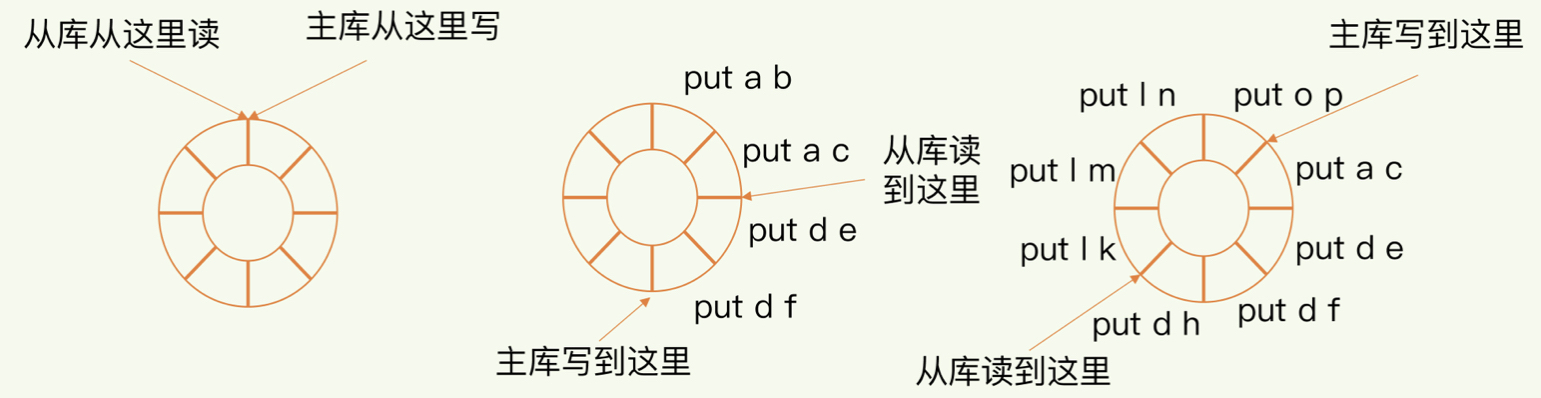 从库从这里读
主库从这里写
put a b
put a c
从库读
到这里
put d e
put d f
主库写到这里
主库写到这里
put l n
put o p
put l m
put a c
put l k
put d e
put d h
put d f
从库读到这里